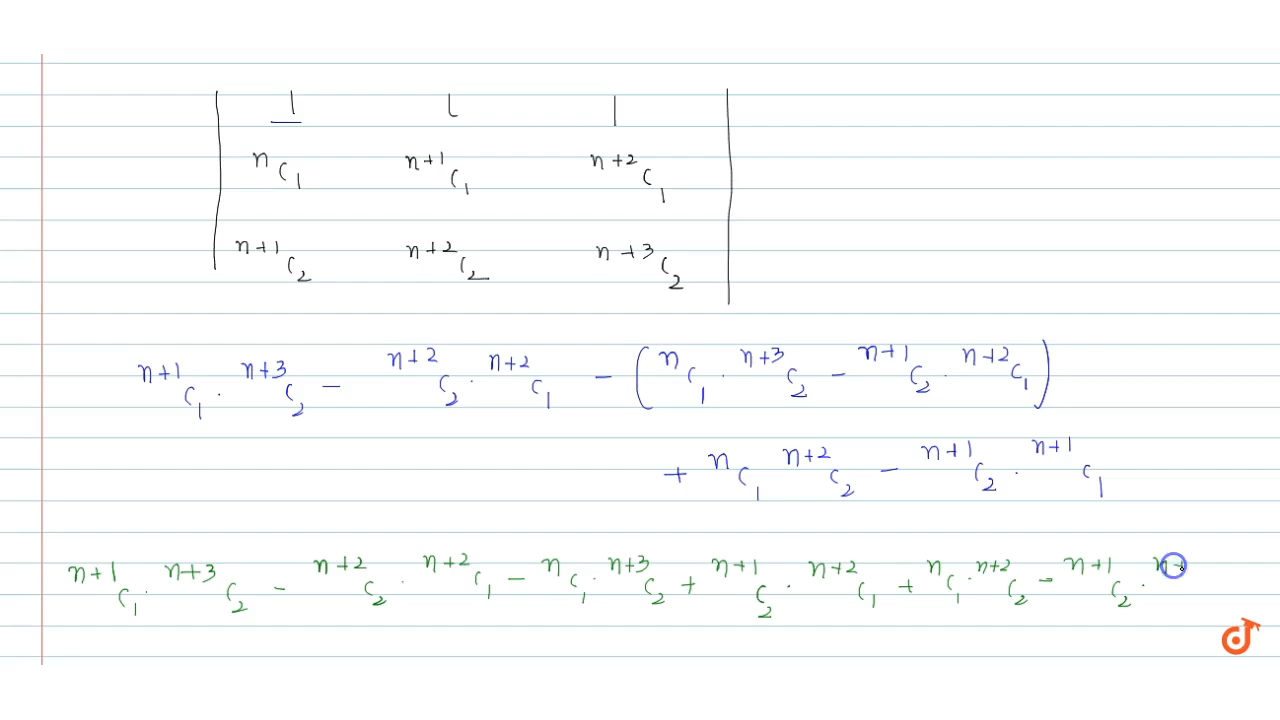 | 1 1 1 |
| ⁿC₁ ⁿ⁺¹C₁ ⁿ⁺²C₁ |
| ⁿ⁺¹C₂ ⁿ⁺²C₂ ⁿ⁺³C₂ |
ⁿ⁺¹C₁ · ⁿ⁺³C₂ − ⁿ⁺²C₂ · ⁿ⁺²C₁ − (ⁿC₁ · ⁿ⁺³C₂ − ⁿ⁺¹C₂ · ⁿ⁺²C₁)
+ ⁿC₁ ⁿ⁺²C₂ − ⁿ⁺¹C₂ · ⁿ⁺¹C₁
ⁿ⁺¹C₁ · ⁿ⁺³C₂ − ⁿ⁺²C₂ · ⁿ⁺²C₁ − ⁿC₁ · ⁿ⁺³C₂ + ⁿ⁺¹C₂ · ⁿ⁺²C₁ + ⁿC₁ · ⁿ⁺²C₂ − ⁿ⁺¹C₂ · ⁿ⁺